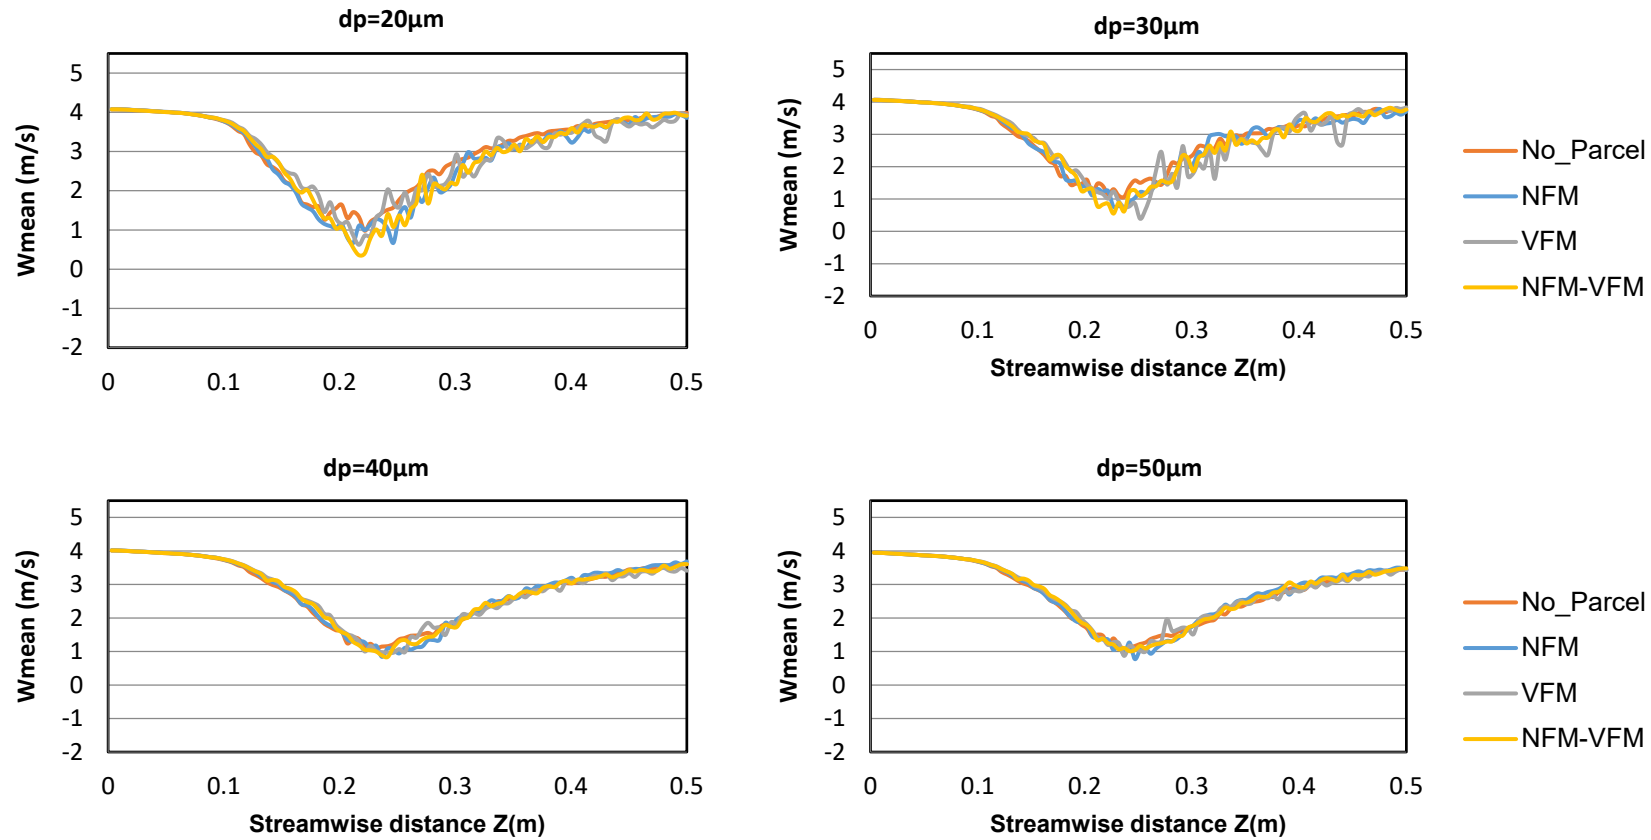 dp=20µm
Wmean (m/s)
5
4
3
2
1
0
-1
-2
0 0.1 0.2 0.3 0.4 0.5
dp=30µm
Wmean (m/s)
5
4
3
2
1
0
-1
-2
0 0.1 0.2 0.3 0.4 0.5
Streamwise distance Z(m)
No_Parcel
NFM
VFM
NFM-VFM
dp=40µm
Wmean (m/s)
5
4
3
2
1
0
-1
-2
0 0.1 0.2 0.3 0.4 0.5
Streamwise distance Z(m)
dp=50µm
Wmean (m/s)
5
4
3
2
1
0
-1
-2
0 0.1 0.2 0.3 0.4 0.5
Streamwise distance Z(m)
No_Parcel
NFM
VFM
NFM-VFM